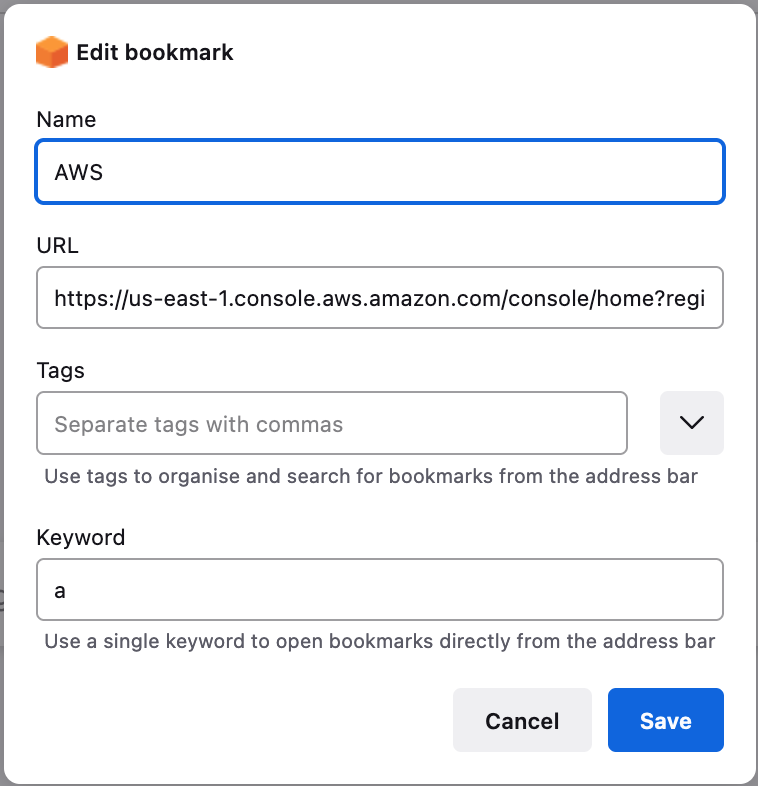 Edit bookmark
Name
AWS
URL
https://us-east-1.console.aws.amazon.com/console/home?regi
Tags
Separate tags with commas
Use tags to organise and search for bookmarks from the address bar
Keyword
a
Use a single keyword to open bookmarks directly from the address bar
Cancel
Save